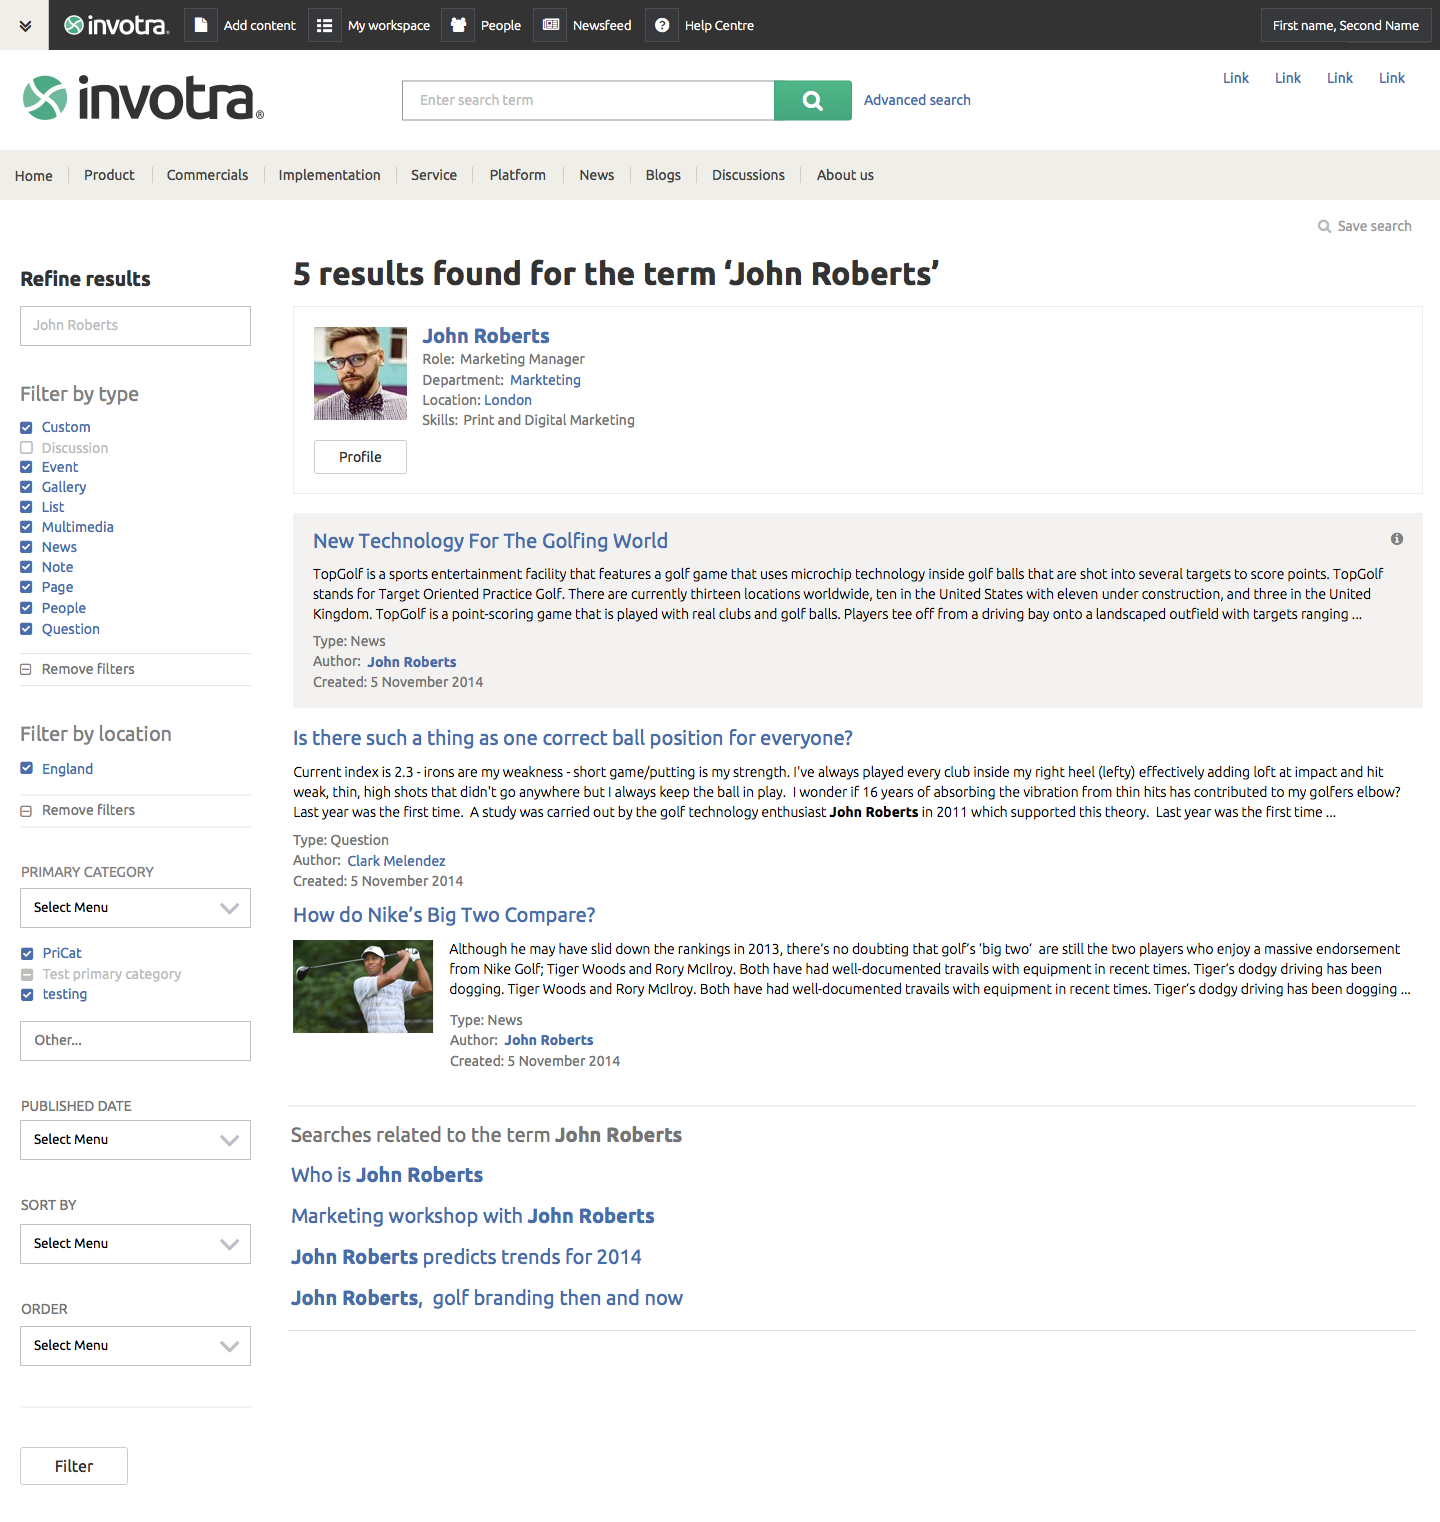 invotra.
Add content
My workspace
People
Newsfeed
Help Centre
First name, Second Name
invotra®
Enter search term
Advanced search
Link Link Link Link
Home Product Commercials Implementation Service Platform News Blogs Discussions About us
Save search
Refine results
John Roberts
Filter by type
Custom
Discussion
Event
Gallery
List
Multimedia
News
Note
Page
People
Question
Remove filters
Filter by location
England
Remove filters
PRIMARY CATEGORY
Select Menu
PriCat
Test primary category
testing
Other...
PUBLISHED DATE
Select Menu
SORT BY
Select Menu
ORDER
Select Menu
Filter
5 results found for the term ‘John Roberts’
John Roberts
Role: Marketing Manager
Department: Markteting
Location: London
Skills: Print and Digital Marketing
Profile
New Technology For The Golfing World
TopGolf is a sports entertainment facility that features a golf game that uses microchip technology inside golf balls that are shot into several targets to score points. TopGolf
stands for Target Oriented Practice Golf. There are currently thirteen locations worldwide, ten in the United States with eleven under construction, and three in the United
Kingdom. TopGolf is a point-scoring game that is played with real clubs and golf balls. Players tee off from a driving bay onto a landscaped outfield with targets ranging ...
Type: News
Author: John Roberts
Created: 5 November 2014
Is there such a thing as one correct ball position for everyone?
Current index is 2.3 - irons are my weakness - short game/putting is my strength. I've always played every club inside my right heel (lefty) effectively adding loft at impact and hit
weak, thin, high shots that didn't go anywhere but I always keep the ball in play. I wonder if 16 years of absorbing the vibration from thin hits has contributed to my golfers elbow?
Last year was the first time. A study was carried out by the golf technology enthusiast John Roberts in 2011 which supported this theory. Last year was the first time ...
Type: Question
Author: Clark Melendez
Created: 5 November 2014
How do Nike’s Big Two Compare?
Although he may have slid down the rankings in 2013, there’s no doubting that golf’s ‘big two’ are still the two players who enjoy a massive endorsement
from Nike Golf; Tiger Woods and Rory McIlroy. Both have had well-documented travails with equipment in recent times. Tiger’s dodgy driving has been
dogging. Tiger Woods and Rory McIlroy. Both have had well-documented travails with equipment in recent times. Tiger’s dodgy driving has been dogging ...
Type: News
Author: John Roberts
Created: 5 November 2014
Searches related to the term John Roberts
Who is John Roberts
Marketing workshop with John Roberts
John Roberts predicts trends for 2014
John Roberts, golf branding then and now